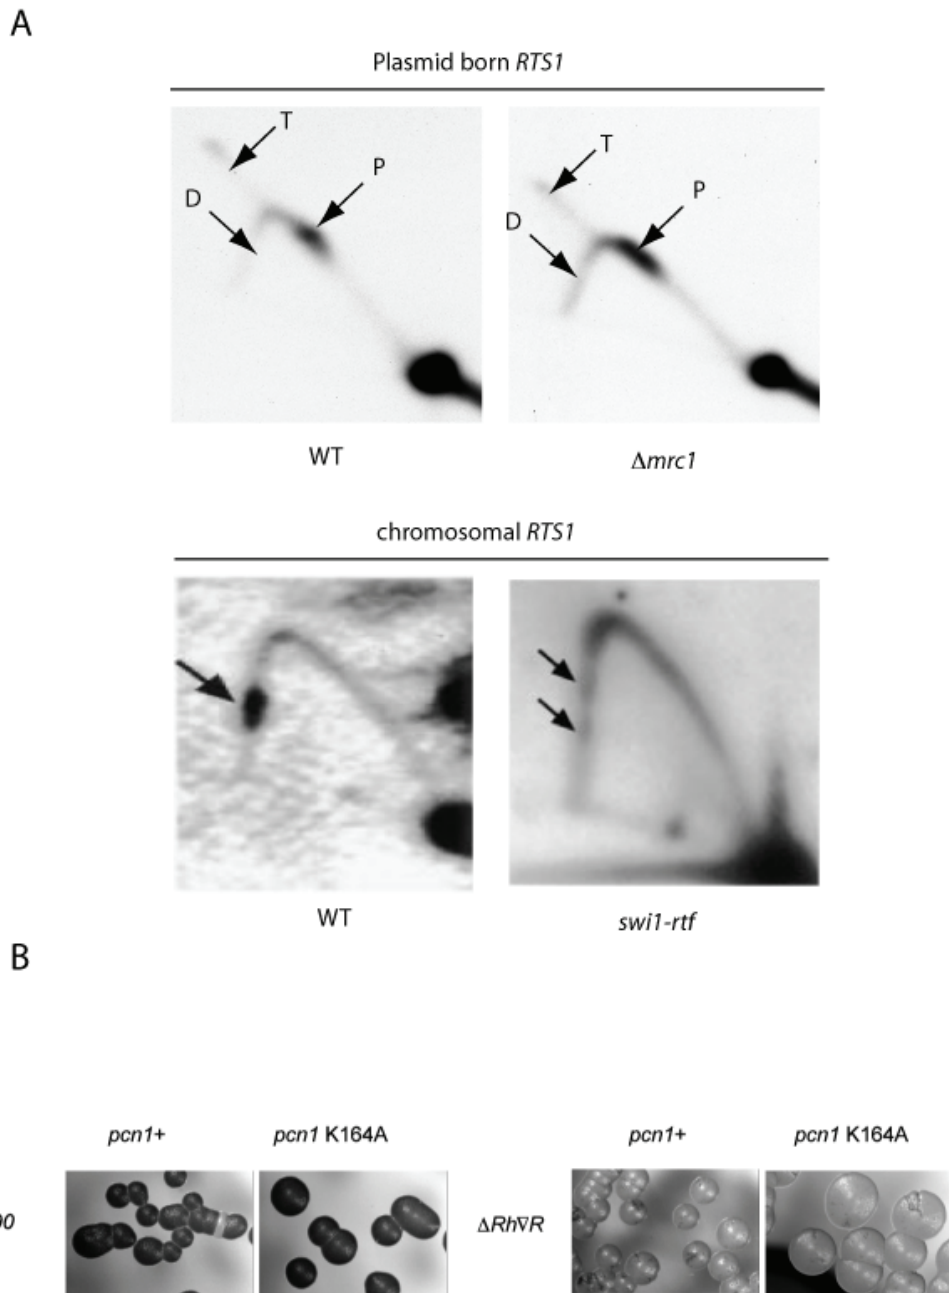 A
Plasmid born RTS1
T
P
D
T
P
D
WT
Δmrc1
chromosomal RTS1
WT
swi1-rtf
B
pcn1+
pcn1 K164A
pcn1+
pcn1 K164A
ΔRh∇R